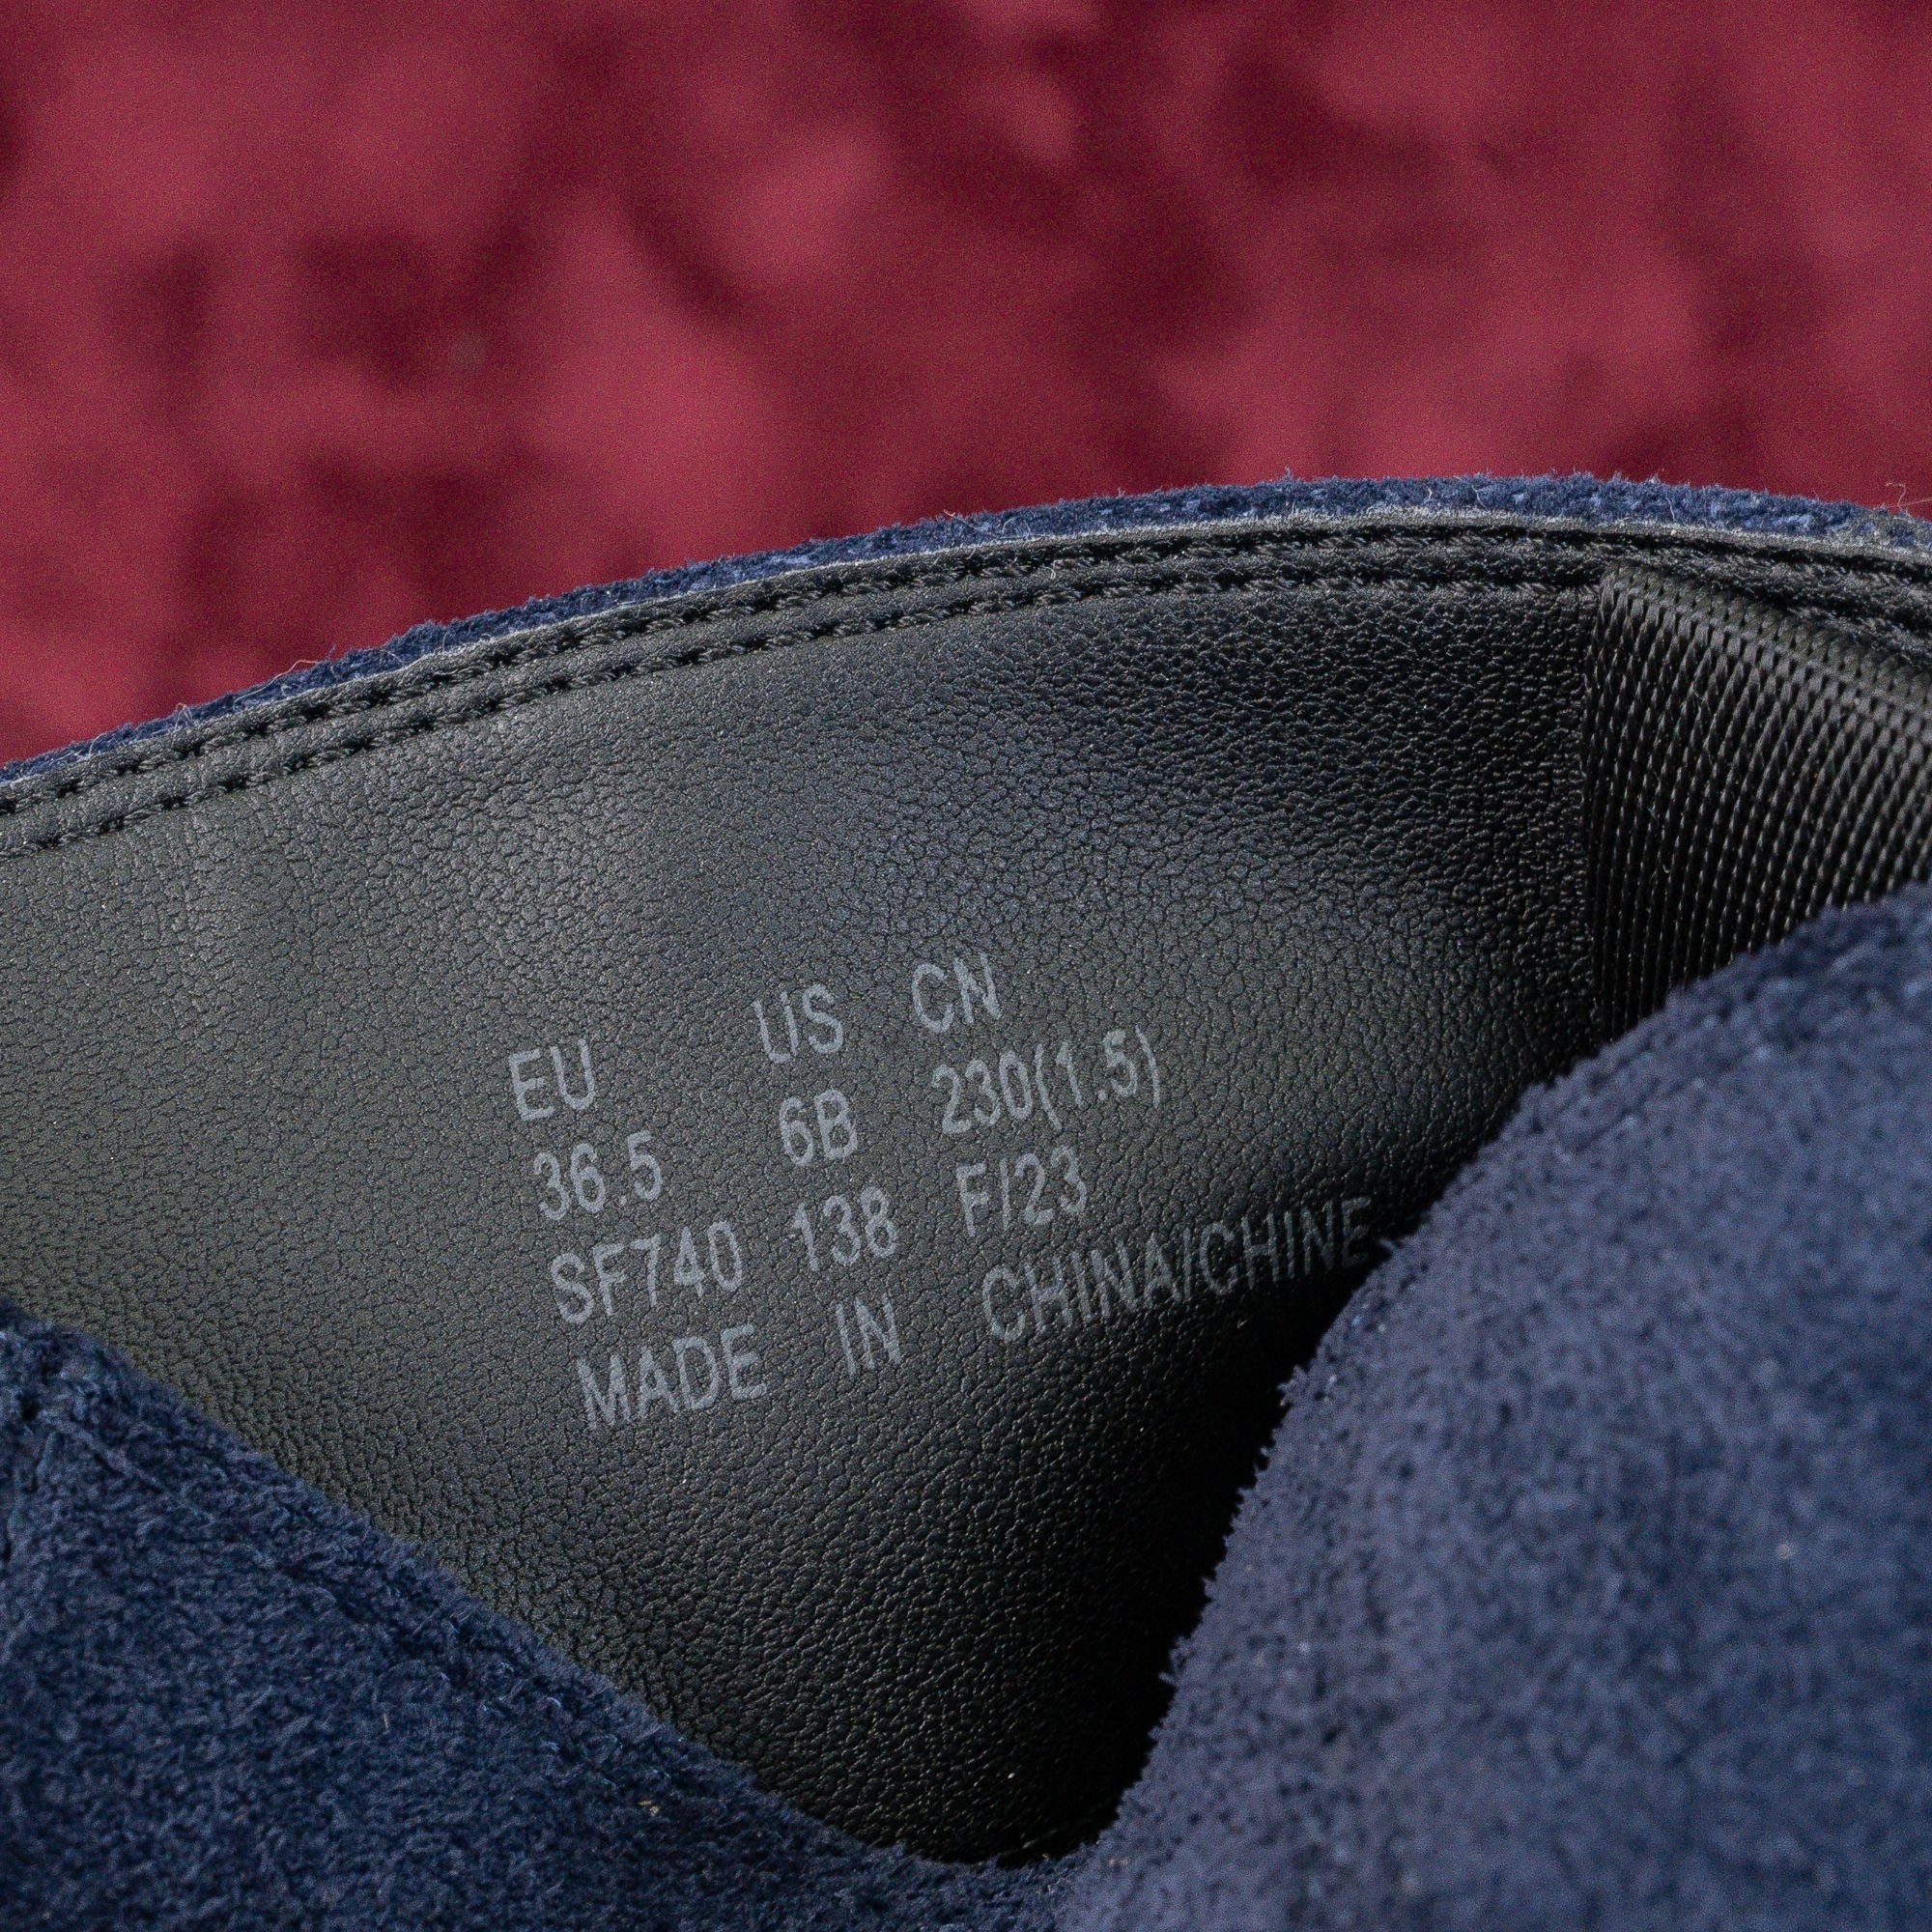 EU US CN
36.5 6B 230(1.5)
SF740 138 F/23
MADE IN CHINA/CHINE